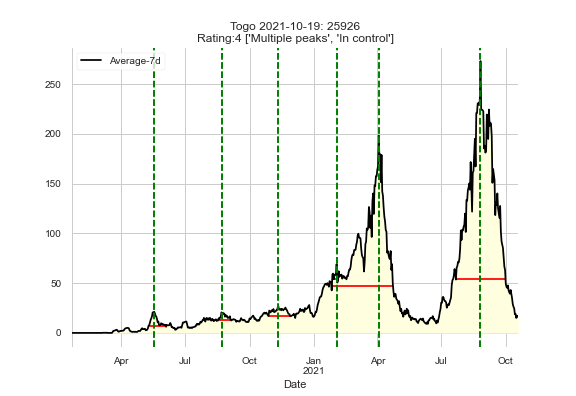 Togo 2021-10-19: 25926
Rating:4 ['Multiple peaks', 'In control']
Average-7d
250
200
150
100
50
0
Apr Jul Oct Jan Apr Jul Oct
2021
Date